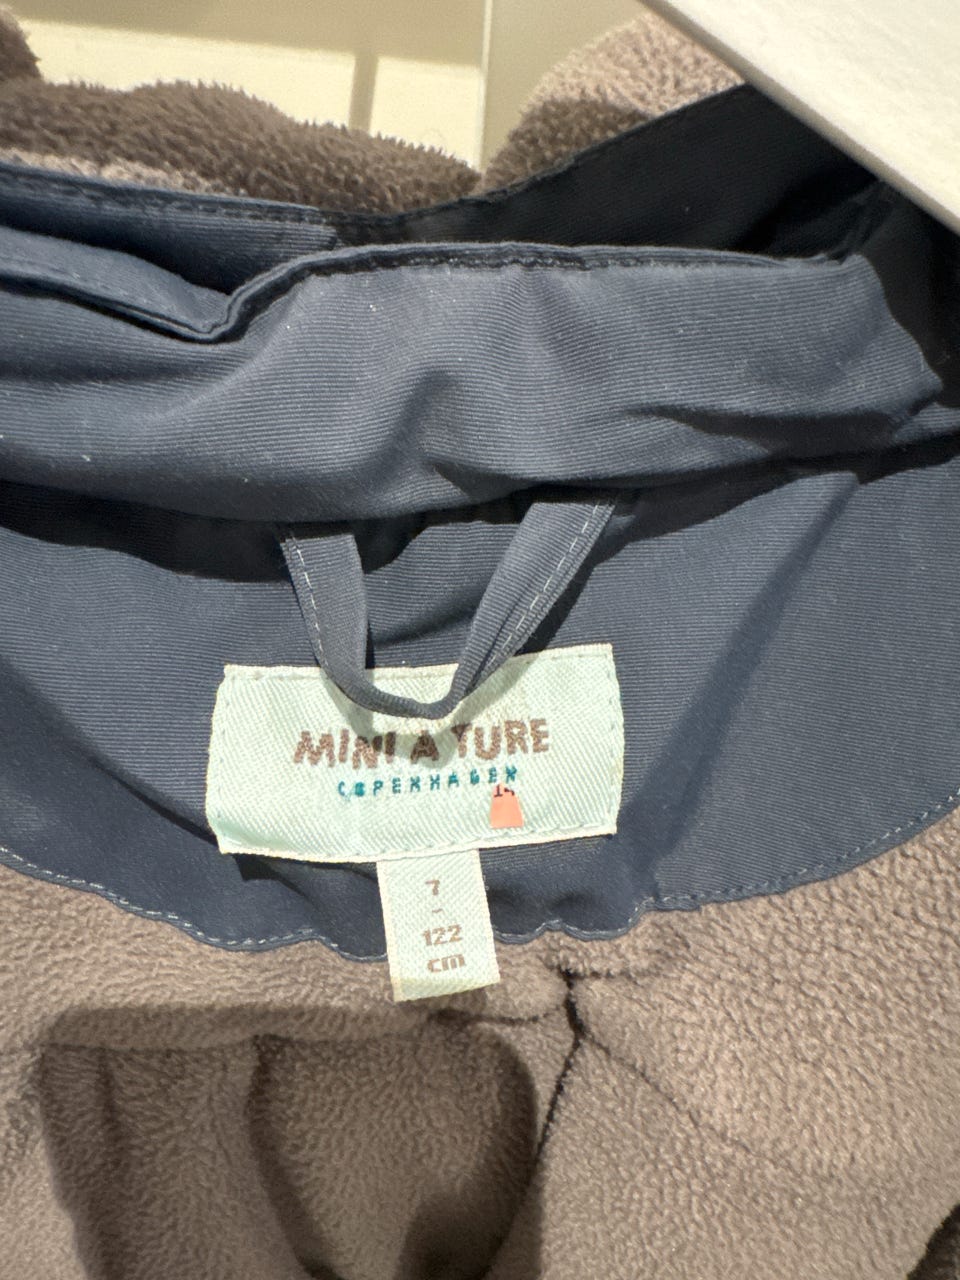 MINI A TURE
COPENHAGEN
7
-
122
cm